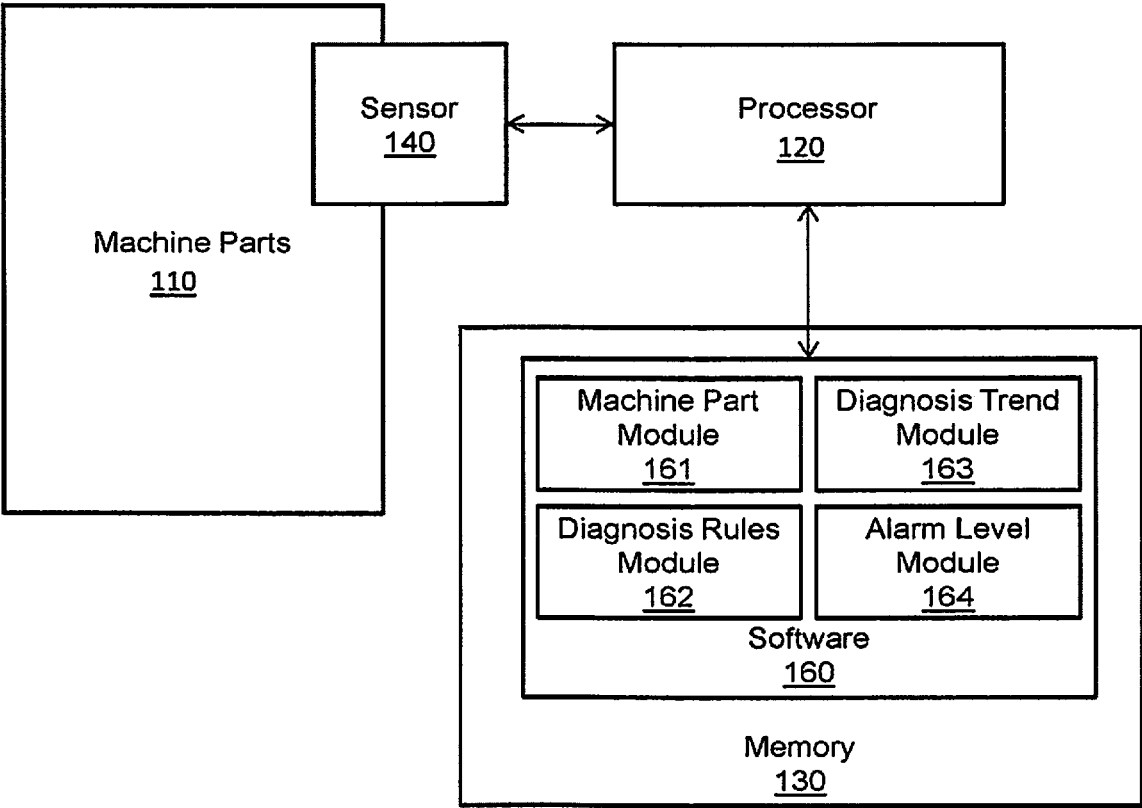 Sensor
140
Processor
120
Machine Parts
110
Machine Part
Module
161
Diagnosis Trend
Module
163
Diagnosis Rules
Module
162
Alarm Level
Module
164
Software
160
Memory
130